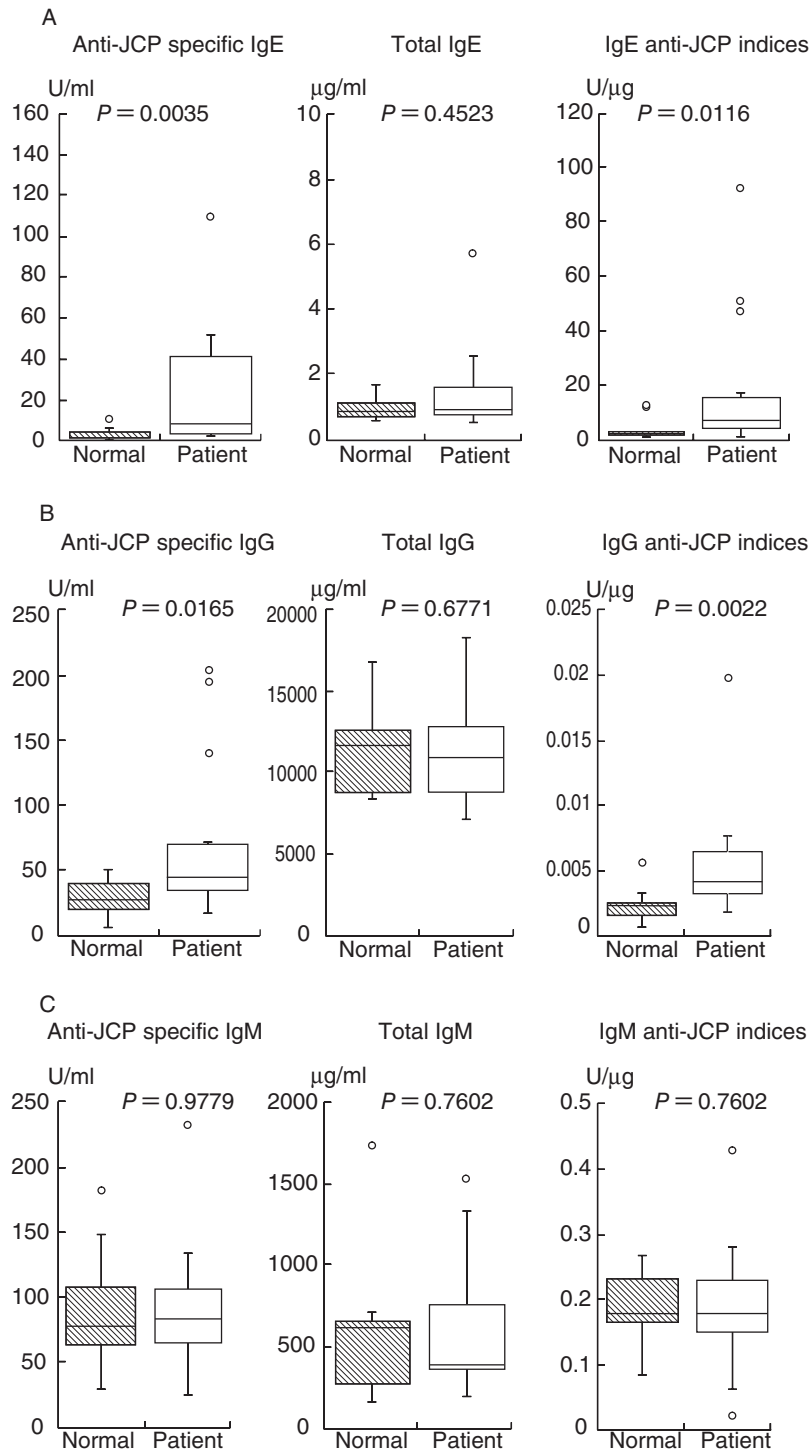 A
Anti-JCP specific IgE Total IgE IgE anti-JCP indices
U/ml μg/ml U/μg
P = 0.0035 P = 0.4523 P = 0.0116
160 10 120
140
120 8 100
100 80
80 6
60 60
40 4 40
20 2 20
0 0 0
Normal Patient Normal Patient Normal Patient
B
Anti-JCP specific IgG Total IgG IgG anti-JCP indices
U/ml μg/ml U/μg
P = 0.0165 P = 0.6771 P = 0.0022
250 20000 0.025
200 15000 0.02
150 0.015
100 10000 0.01
50 5000 0.005
0 0 0
Normal Patient Normal Patient Normal Patient
C
Anti-JCP specific IgM Total IgM IgM anti-JCP indices
U/ml μg/ml U/μg
P = 0.9779 P = 0.7602 P = 0.7602
250 2000 0.5
200 1500 0.4
150 0.3
100 1000 0.2
50 500 0.1
0 0 0
Normal Patient Normal Patient Normal Patient